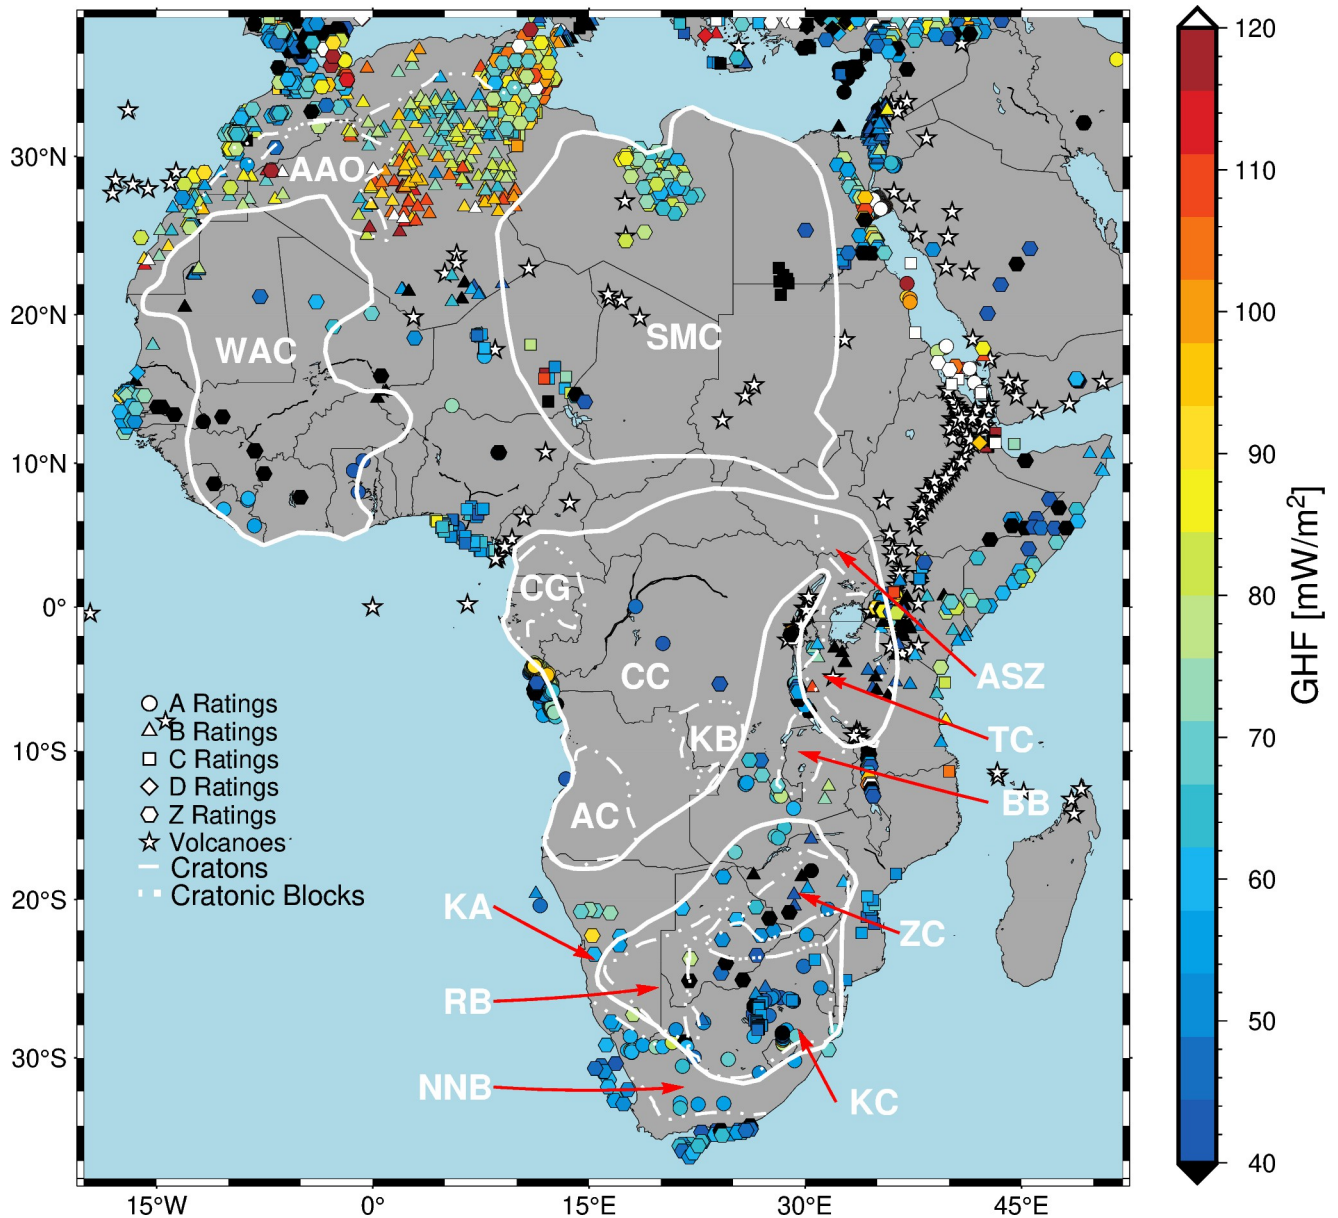 30°N
20°N
10°N
0°
10°S
20°S
30°S
15°W
0°
15°E
30°E
45°E
AAO
WAC
SMC
CG
CC
KB
AC
ASZ
TC
BB
KA
ZC
RB
NNB
KC
A Ratings
B Ratings
C Ratings
D Ratings
Z Ratings
Volcanoes
Cratons
Cratonic Blocks
120
110
100
90
80
70
60
50
40
GHF [mW/m²]